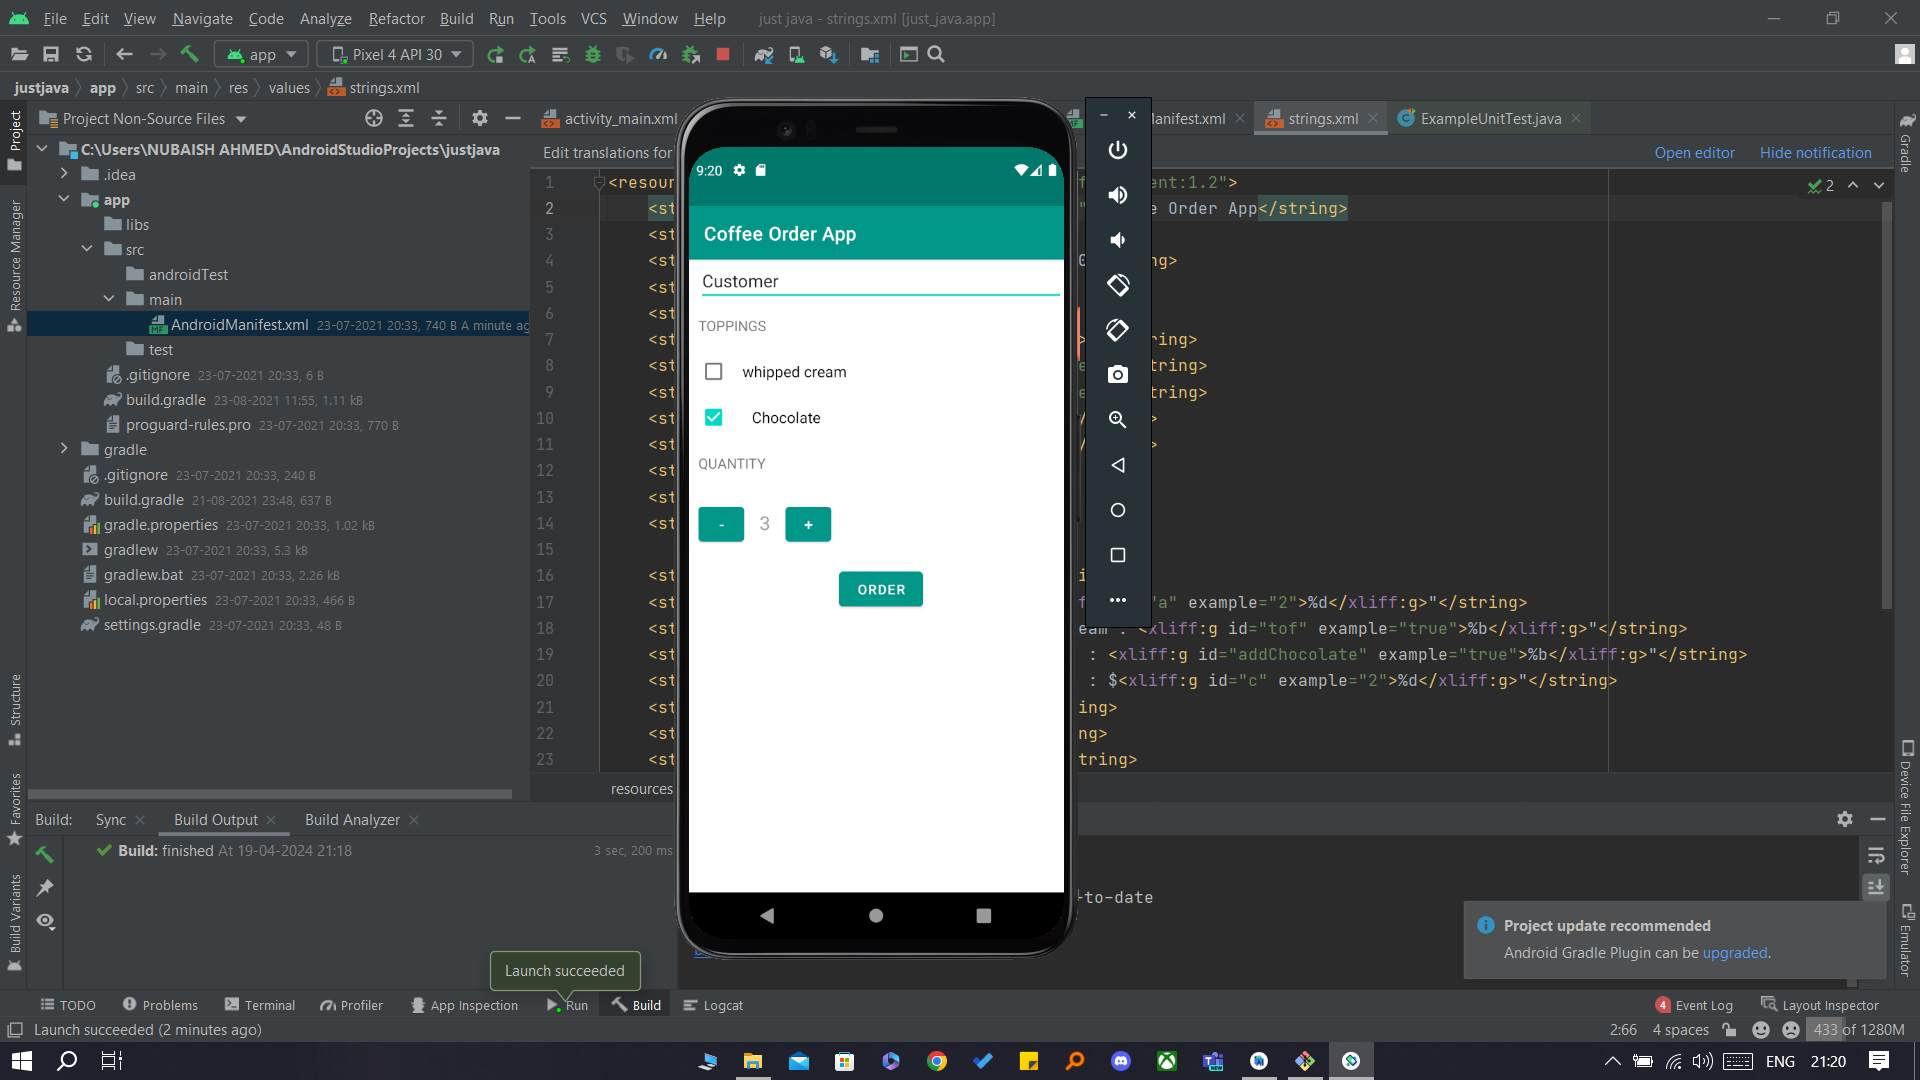 File Edit View Navigate Code Analyze Refactor Build Run Tools VCS Window Help just java - strings.xml [just_java.app]
app Pixel 4 API 30
justjava app src main res values strings.xml
Project Non-Source Files
activity_main.xml
Manifest.xml
strings.xml
ExampleUnitTest.java
Project
Resource Manager
Structure
Favorites
Build Variants
C:\Users\NUBAISH AHMED\AndroidStudioProjects\justjava
.idea
app
libs
src
androidTest
main
AndroidManifest.xml 23-07-2021 20:33, 740 B A minute ag
test
.gitignore 23-07-2021 20:33, 6 B
build.gradle 23-08-2021 11:55, 1.11 kB
proguard-rules.pro 23-07-2021 20:33, 770 B
gradle
.gitignore 23-07-2021 20:33, 240 B
build.gradle 21-08-2021 23:48, 637 B
gradle.properties 23-07-2021 20:33, 1.02 kB
gradlew 23-07-2021 20:33, 5.3 kB
gradlew.bat 23-07-2021 20:33, 2.26 kB
local.properties 23-07-2021 20:33, 466 B
settings.gradle 23-07-2021 20:33, 48 B
Edit translations for
Open editor Hide notification
1 <resour ent:1.2">
2 <st e Order App</string>
3 <st
4 <st ng>
5 <st
6 <st
7 <st ring>
8 <st tring>
9 <st tring>
10 <st
11 <st
12 <st
13 <st
14 <st
15
16 <st
17 <st "a" example="2">%d</xliff:g>"</string>
18 <st eam : <xliff:g id="tof" example="true">%b</xliff:g>"</string>
19 <st : <xliff:g id="addChocolate" example="true">%b</xliff:g>"</string>
20 <st : $<xliff:g id="c" example="2">%d</xliff:g>"</string>
21 <st ing>
22 <st ng>
23 <st tring>
2
resources
9:20
Coffee Order App
Customer
TOPPINGS
whipped cream
Chocolate
QUANTITY
- 3 +
ORDER
Gradle
Device File Explorer
Emulator
Build: Sync Build Output Build Analyzer
Build: finished At 19-04-2024 21:18 3 sec, 200 ms
-to-date
Project update recommended
Android Gradle Plugin can be upgraded.
Launch succeeded
TODO Problems Terminal Profiler App Inspection Run Build Logcat 4 Event Log Layout Inspector
Launch succeeded (2 minutes ago) 2:66 4 spaces 433 of 1280M
ENG 21:20